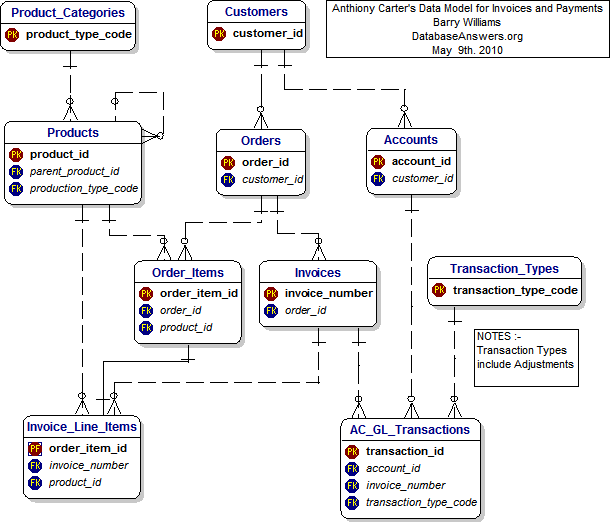 Product_Categories
PK product_type_code
Customers
PK customer_id
Anthiony Carter's Data Model for Invoices and Payments
Barry Williams
DatabaseAnswers.org
May 9th. 2010
Products
PK product_id
FK parent_product_id
FK production_type_code
Orders
PK order_id
FK customer_id
Accounts
PK account_id
FK customer_id
Order_Items
PK order_item_id
FK order_id
FK product_id
Invoices
PK invoice_number
FK order_id
Transaction_Types
PK transaction_type_code
NOTES :-
Transaction Types
include Adjustments
Invoice_Line_Items
PF order_item_id
FK invoice_number
FK product_id
AC_GL_Transactions
PK transaction_id
FK account_id
FK invoice_number
FK transaction_type_code